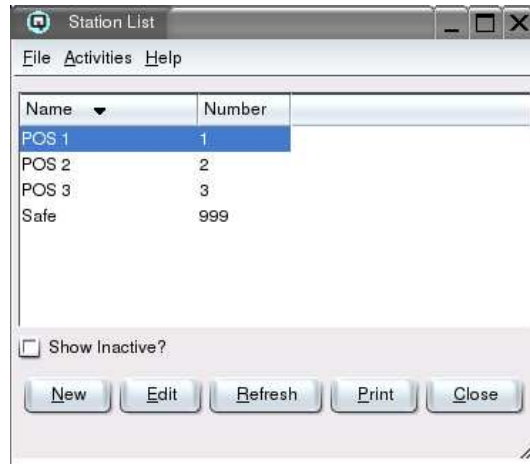 Station List
File Activities Help
Name Number
POS 1 1
POS 2 2
POS 3 3
Safe 999
Show Inactive?
New Edit Refresh Print Close